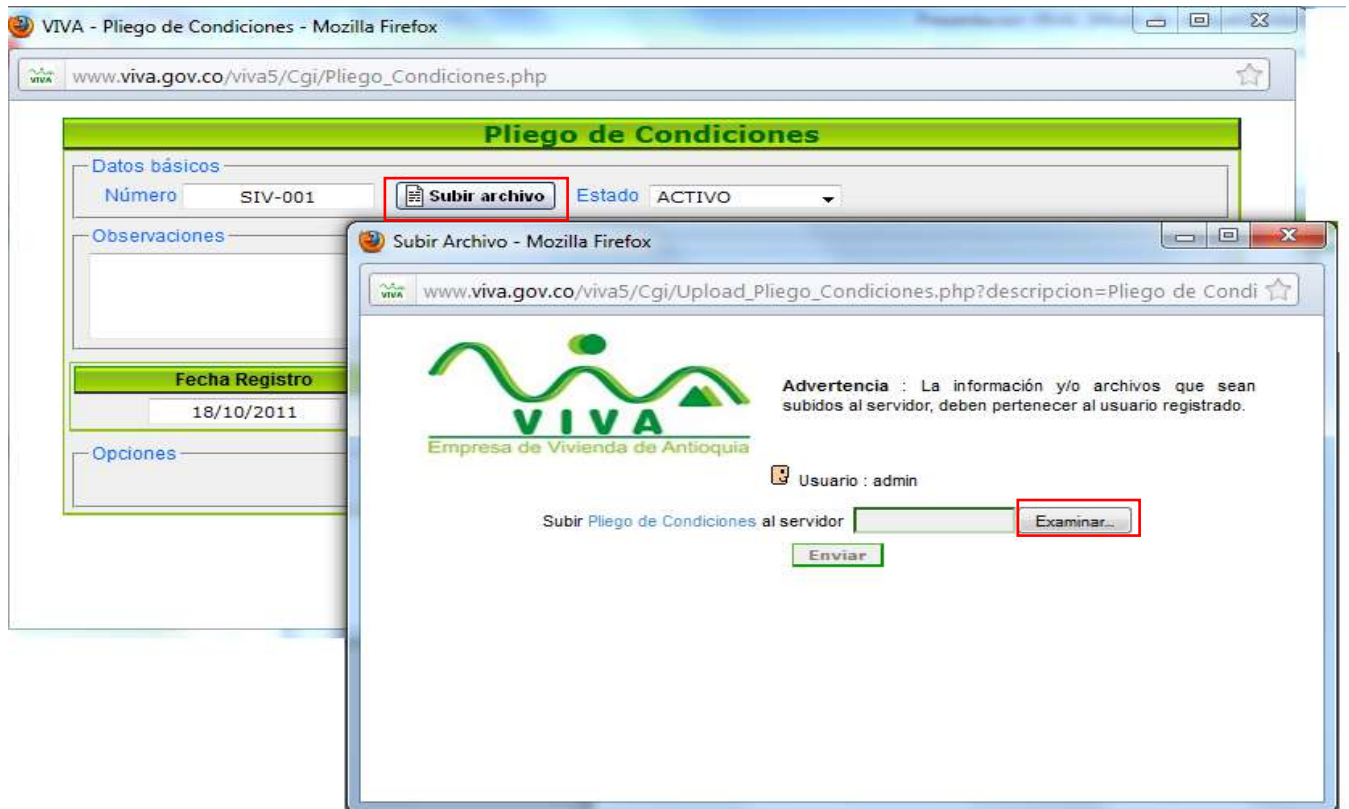 VIVA - Pliego de Condiciones - Mozilla Firefox
VIVA www.viva.gov.co/viva5/Cgi/Pliego_Condiciones.php
Pliego de Condiciones
Datos básicos
Número SIV-001 Subir archivo Estado ACTIVO
Observaciones
Fecha Registro
18/10/2011
Opciones
Subir Archivo - Mozilla Firefox
VIVA www.viva.gov.co/viva5/Cgi/Upload_Pliego_Condiciones.php?descripcion=Pliego de Condi
VIVA
Empresa de Vivienda de Antioquia
Advertencia : La información y/o archivos que sean
subidos al servidor, deben pertenecer al usuario registrado.
Usuario : admin
Subir Pliego de Condiciones al servidor Examinar...
Enviar